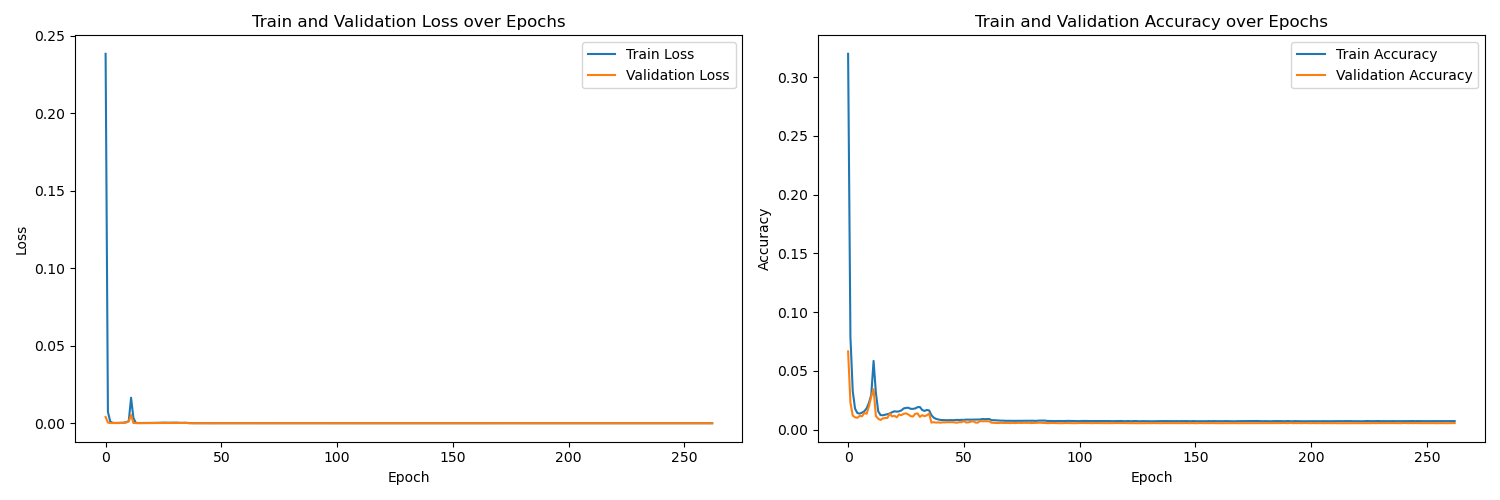 Train and Validation Loss over Epochs
Train Loss
Validation Loss
0.25
0.20
0.15
0.10
0.05
0.00
Loss
0 50 100 150 200 250
Epoch
Train and Validation Accuracy over Epochs
Train Accuracy
Validation Accuracy
0.30
0.25
0.20
0.15
0.10
0.05
0.00
Accuracy
0 50 100 150 200 250
Epoch